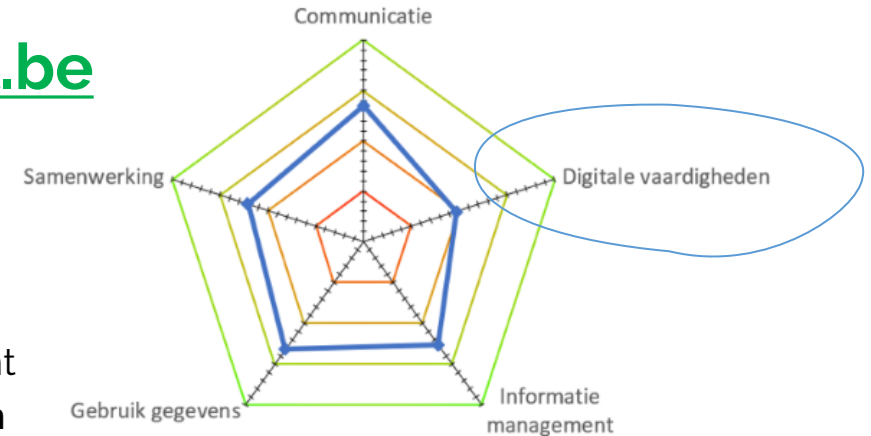 Communicatie
.be
Samenwerking
Digitale vaardigheden
Gebruik gegevens
Informatie
management